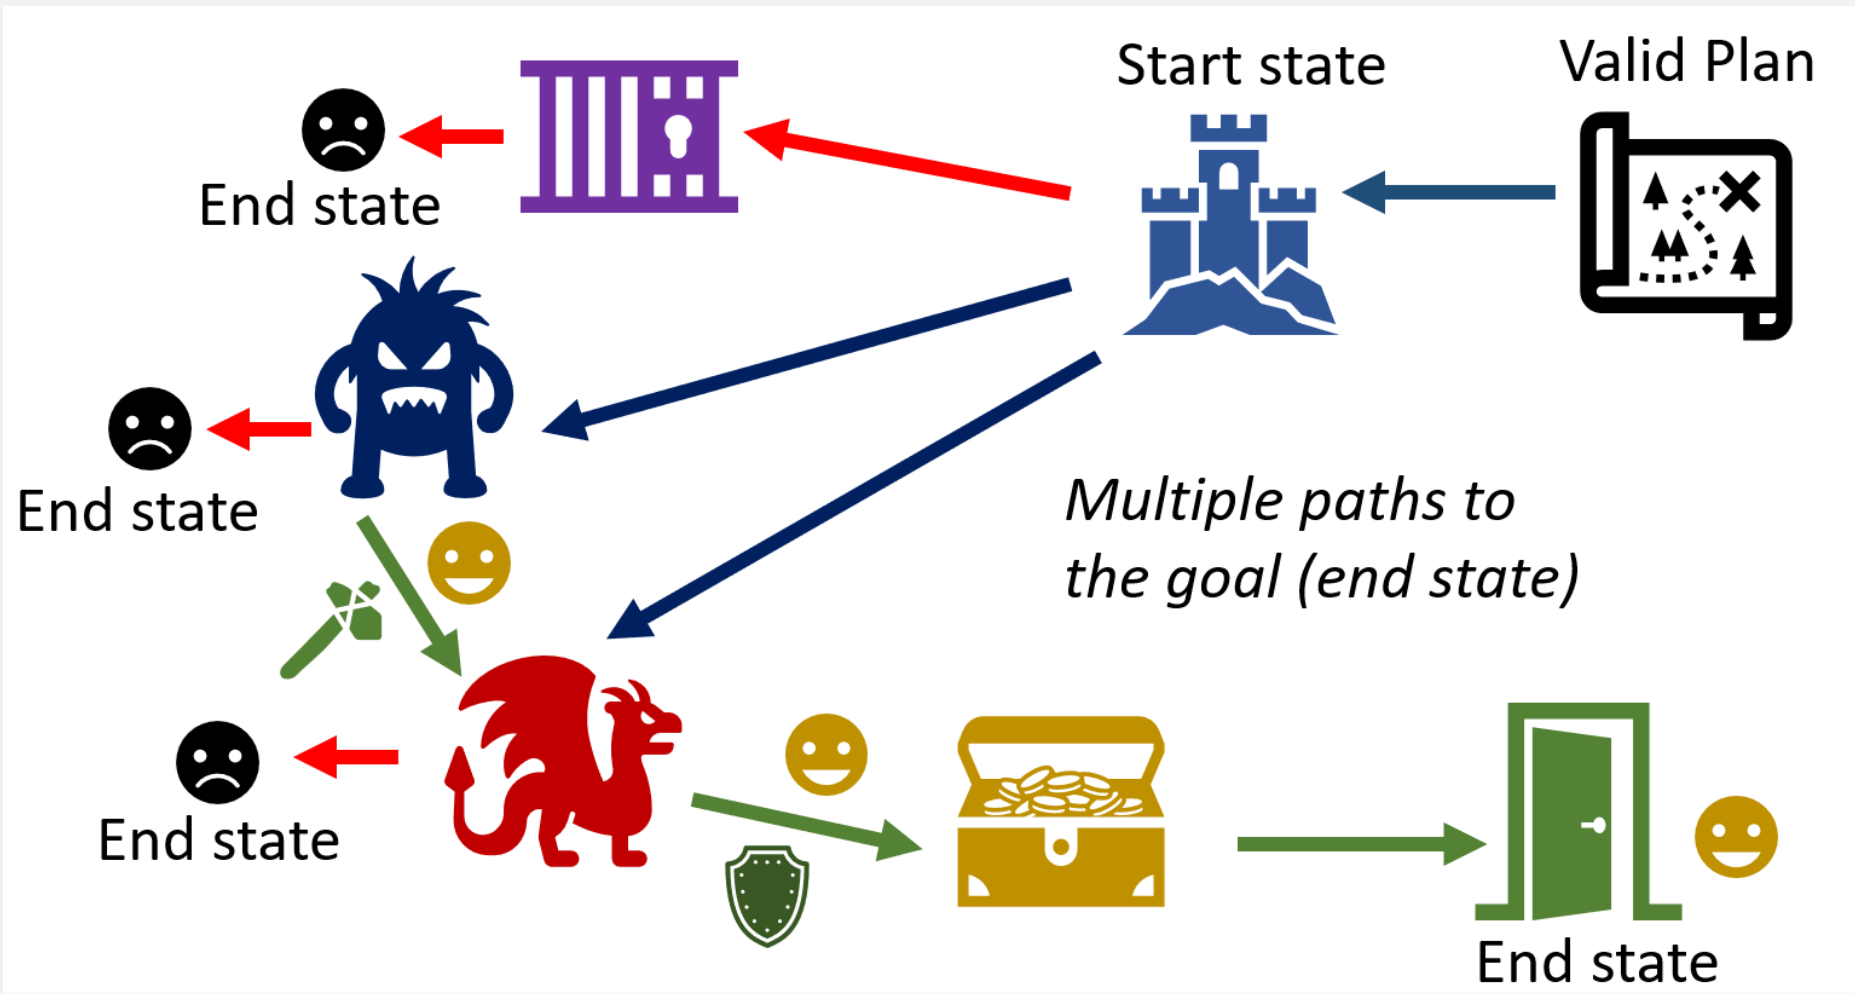 Start state
Valid Plan
End state
End state
Multiple paths to
the goal (end state)
End state
End state